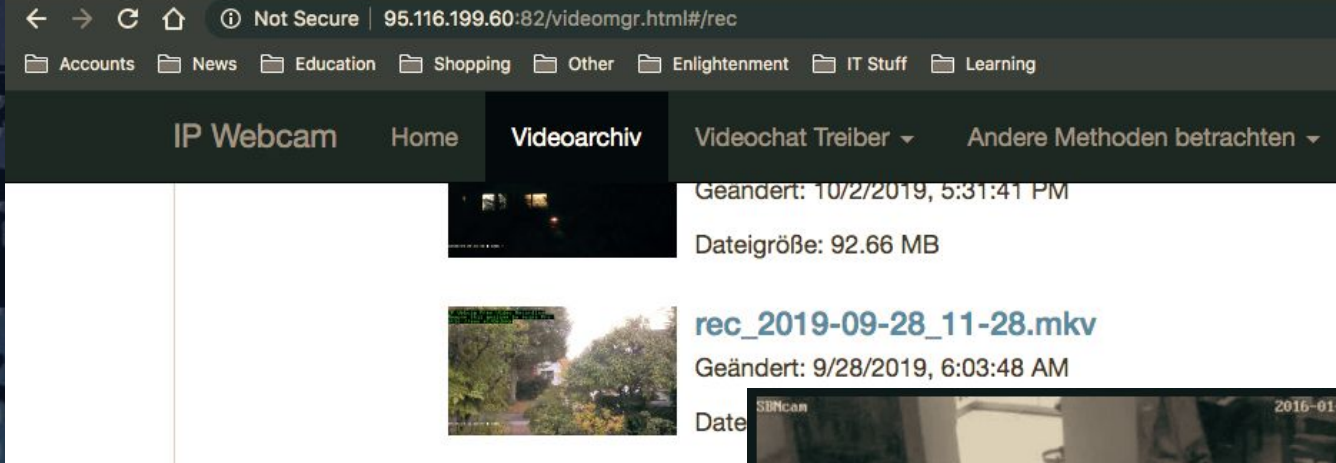 Not Secure | 95.116.199.60:82/videomgr.html#/rec
Accounts News Education Shopping Other Enlightenment IT Stuff Learning
IP Webcam Home Videoarchiv Videochat Treiber Andere Methoden betrachten
Geändert: 10/2/2019, 5:31:41 PM
Dateigröße: 92.66 MB
rec_2019-09-28_11-28.mkv
Geändert: 9/28/2019, 6:03:48 AM
Date
SBNcam 2016-01